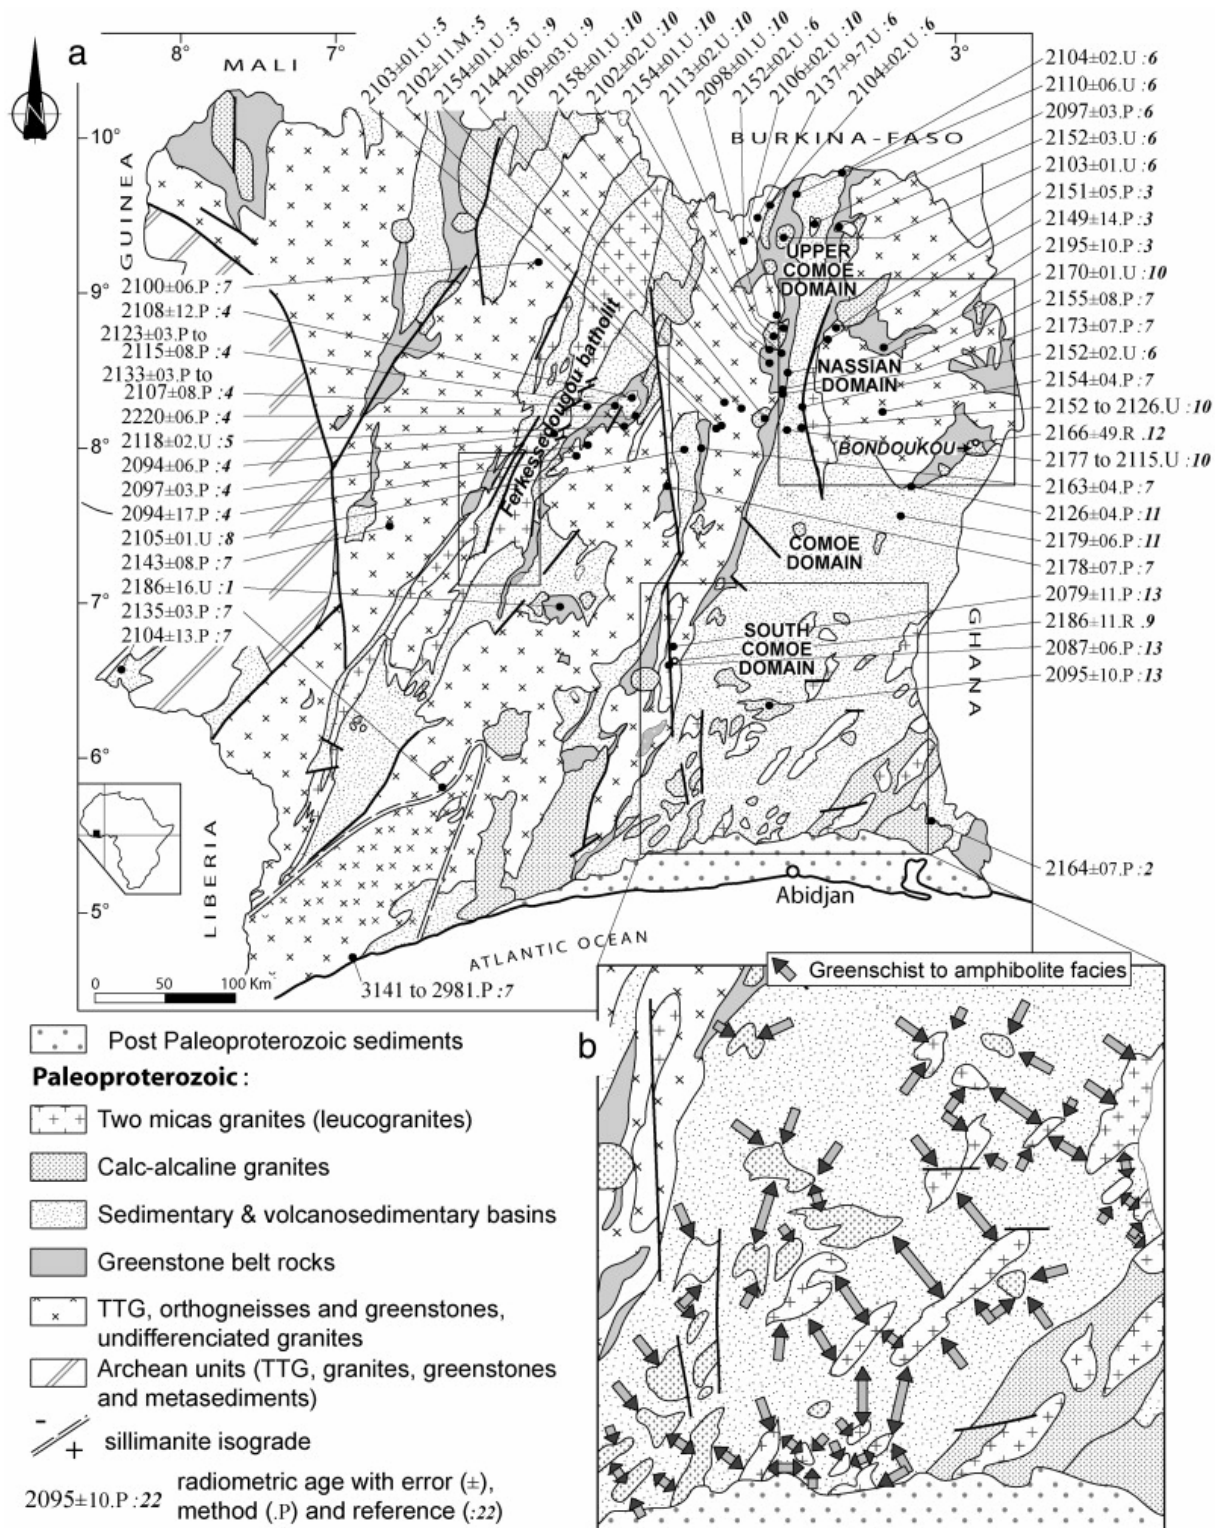 a
8°
7°
3°
MALI
2103±01.U :5
2102±11.M :5
2154±01.U :5
2144±06.U :9
2109±03.U :9
2158±01.U :10
2102±02.U :10
2154±01.U :10
2113±02.U :10
2098±01.U :10
2152±02.U :6
2106±02.U :10
2137+9-7.U :6
2104±02.U :6
2104±02.U :6
2110±06.U :6
2097±03.P :6
2152±03.U :6
2103±01.U :6
2151±05.P :3
2149±14.P :3
2195±10.P :3
2170±01.U :10
2155±08.P :7
2173±07.P :7
2152±02.U :6
2154±04.P :7
2152 to 2126.U :10
2166±49.R .12
2177 to 2115.U :10
2163±04.P :7
2126±04.P :11
2179±06.P :11
2178±07.P :7
2079±11.P :13
2186±11.R .9
2087±06.P :13
2095±10.P :13
2164±07.P :2
N
10°
9°
8°
7°
6°
5°
GUINEA
BURKINA-FASO
2100±06.P :7
2108±12.P :4
2123±03.P to
2115±08.P :4
2133±03.P to
2107±08.P :4
2220±06.P :4
2118±02.U :5
2094±06.P :4
2097±03.P :4
2094±17.P :4
2105±01.U :8
2143±08.P :7
2186±16.U :1
2135±03.P :7
2104±13.P :7
UPPER
COMOE
DOMAIN
NASSIAN
DOMAIN
Ferkessedougou batholit
BONDOUKOU
COMOE
DOMAIN
SOUTH
COMOE
DOMAIN
GHANA
LIBERIA
Abidjan
ATLANTIC OCEAN
0 50 100 Km
3141 to 2981.P :7
Greenschist to amphibolite facies
b
Post Paleoproterozoic sediments
Paleoproterozoic :
Two micas granites (leucogranites)
Calc-alcaline granites
Sedimentary & volcanosedimentary basins
Greenstone belt rocks
TTG, orthogneisses and greenstones,
undifferenciated granites
Archean units (TTG, granites, greenstones
and metasediments)
-
+
sillimanite isograde
2095±10.P :22
radiometric age with error (±),
method (.P) and reference (:22)